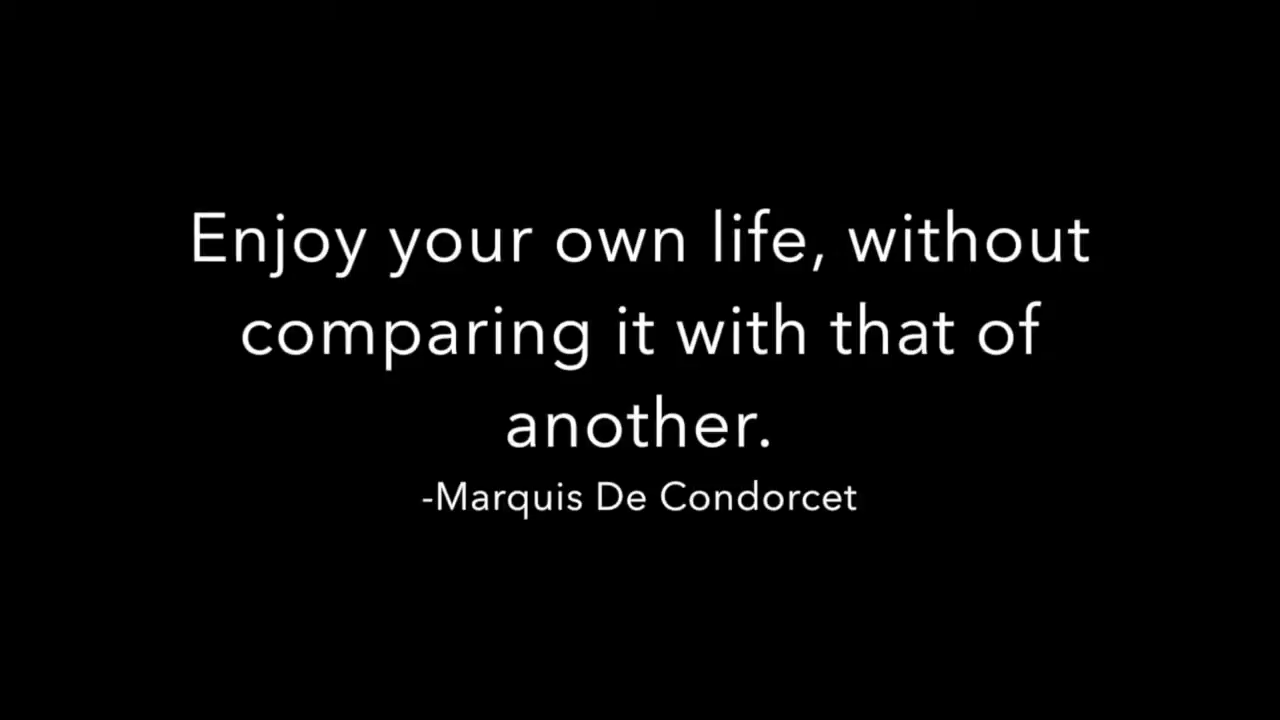 Enjoy your own life, without
comparing it with that of
another.
-Marquis De Condorcet